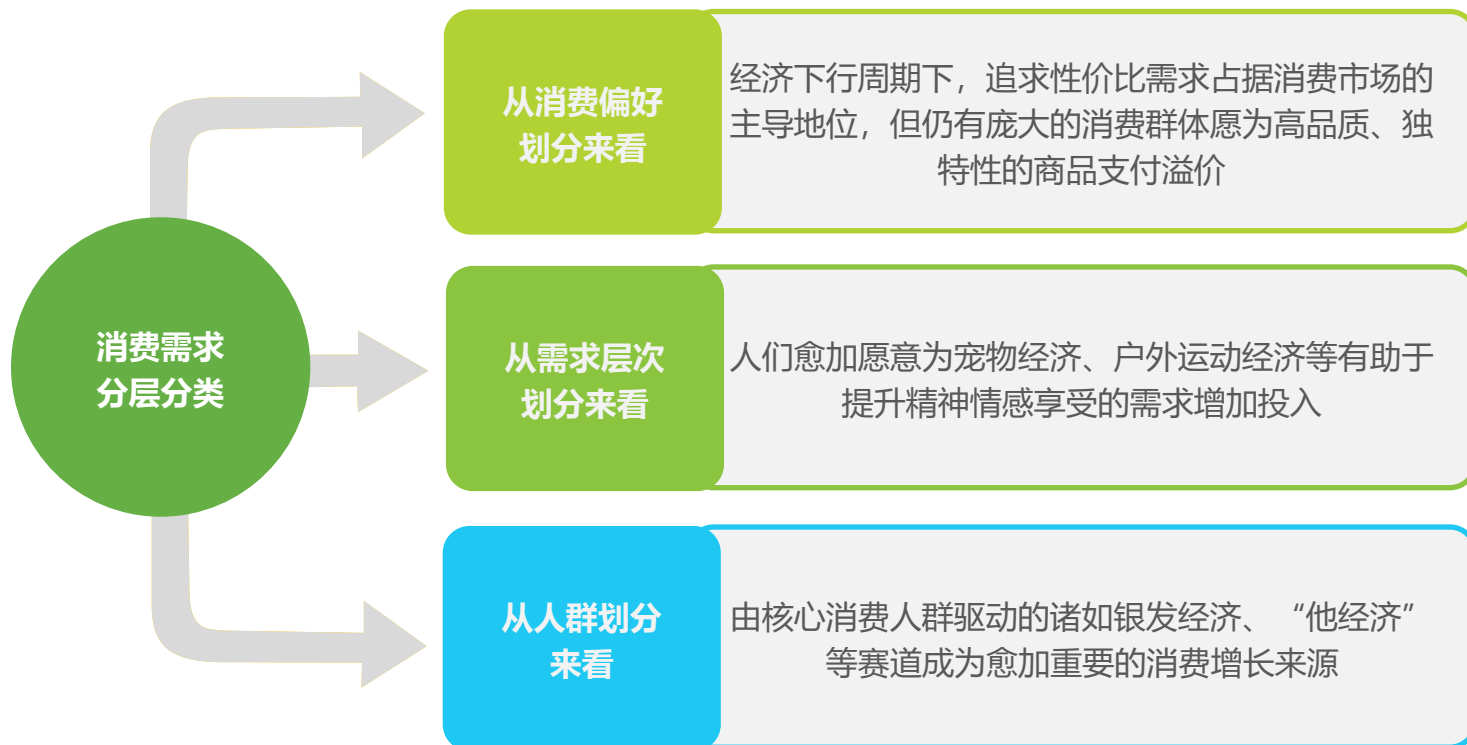 从消费偏好
划分来看
经济下行周期下，追求性价比需求占据消费市场的
主导地位，但仍有庞大的消费群体愿为高品质、独
特性的商品支付溢价
消费需求
分层分类
从需求层次
划分来看
人们愈加愿意为宠物经济、户外运动经济等有助于
提升精神情感享受的需求增加投入
从人群划分
来看
由核心消费人群驱动的诸如银发经济、“他经济”
等赛道成为愈加重要的消费增长来源